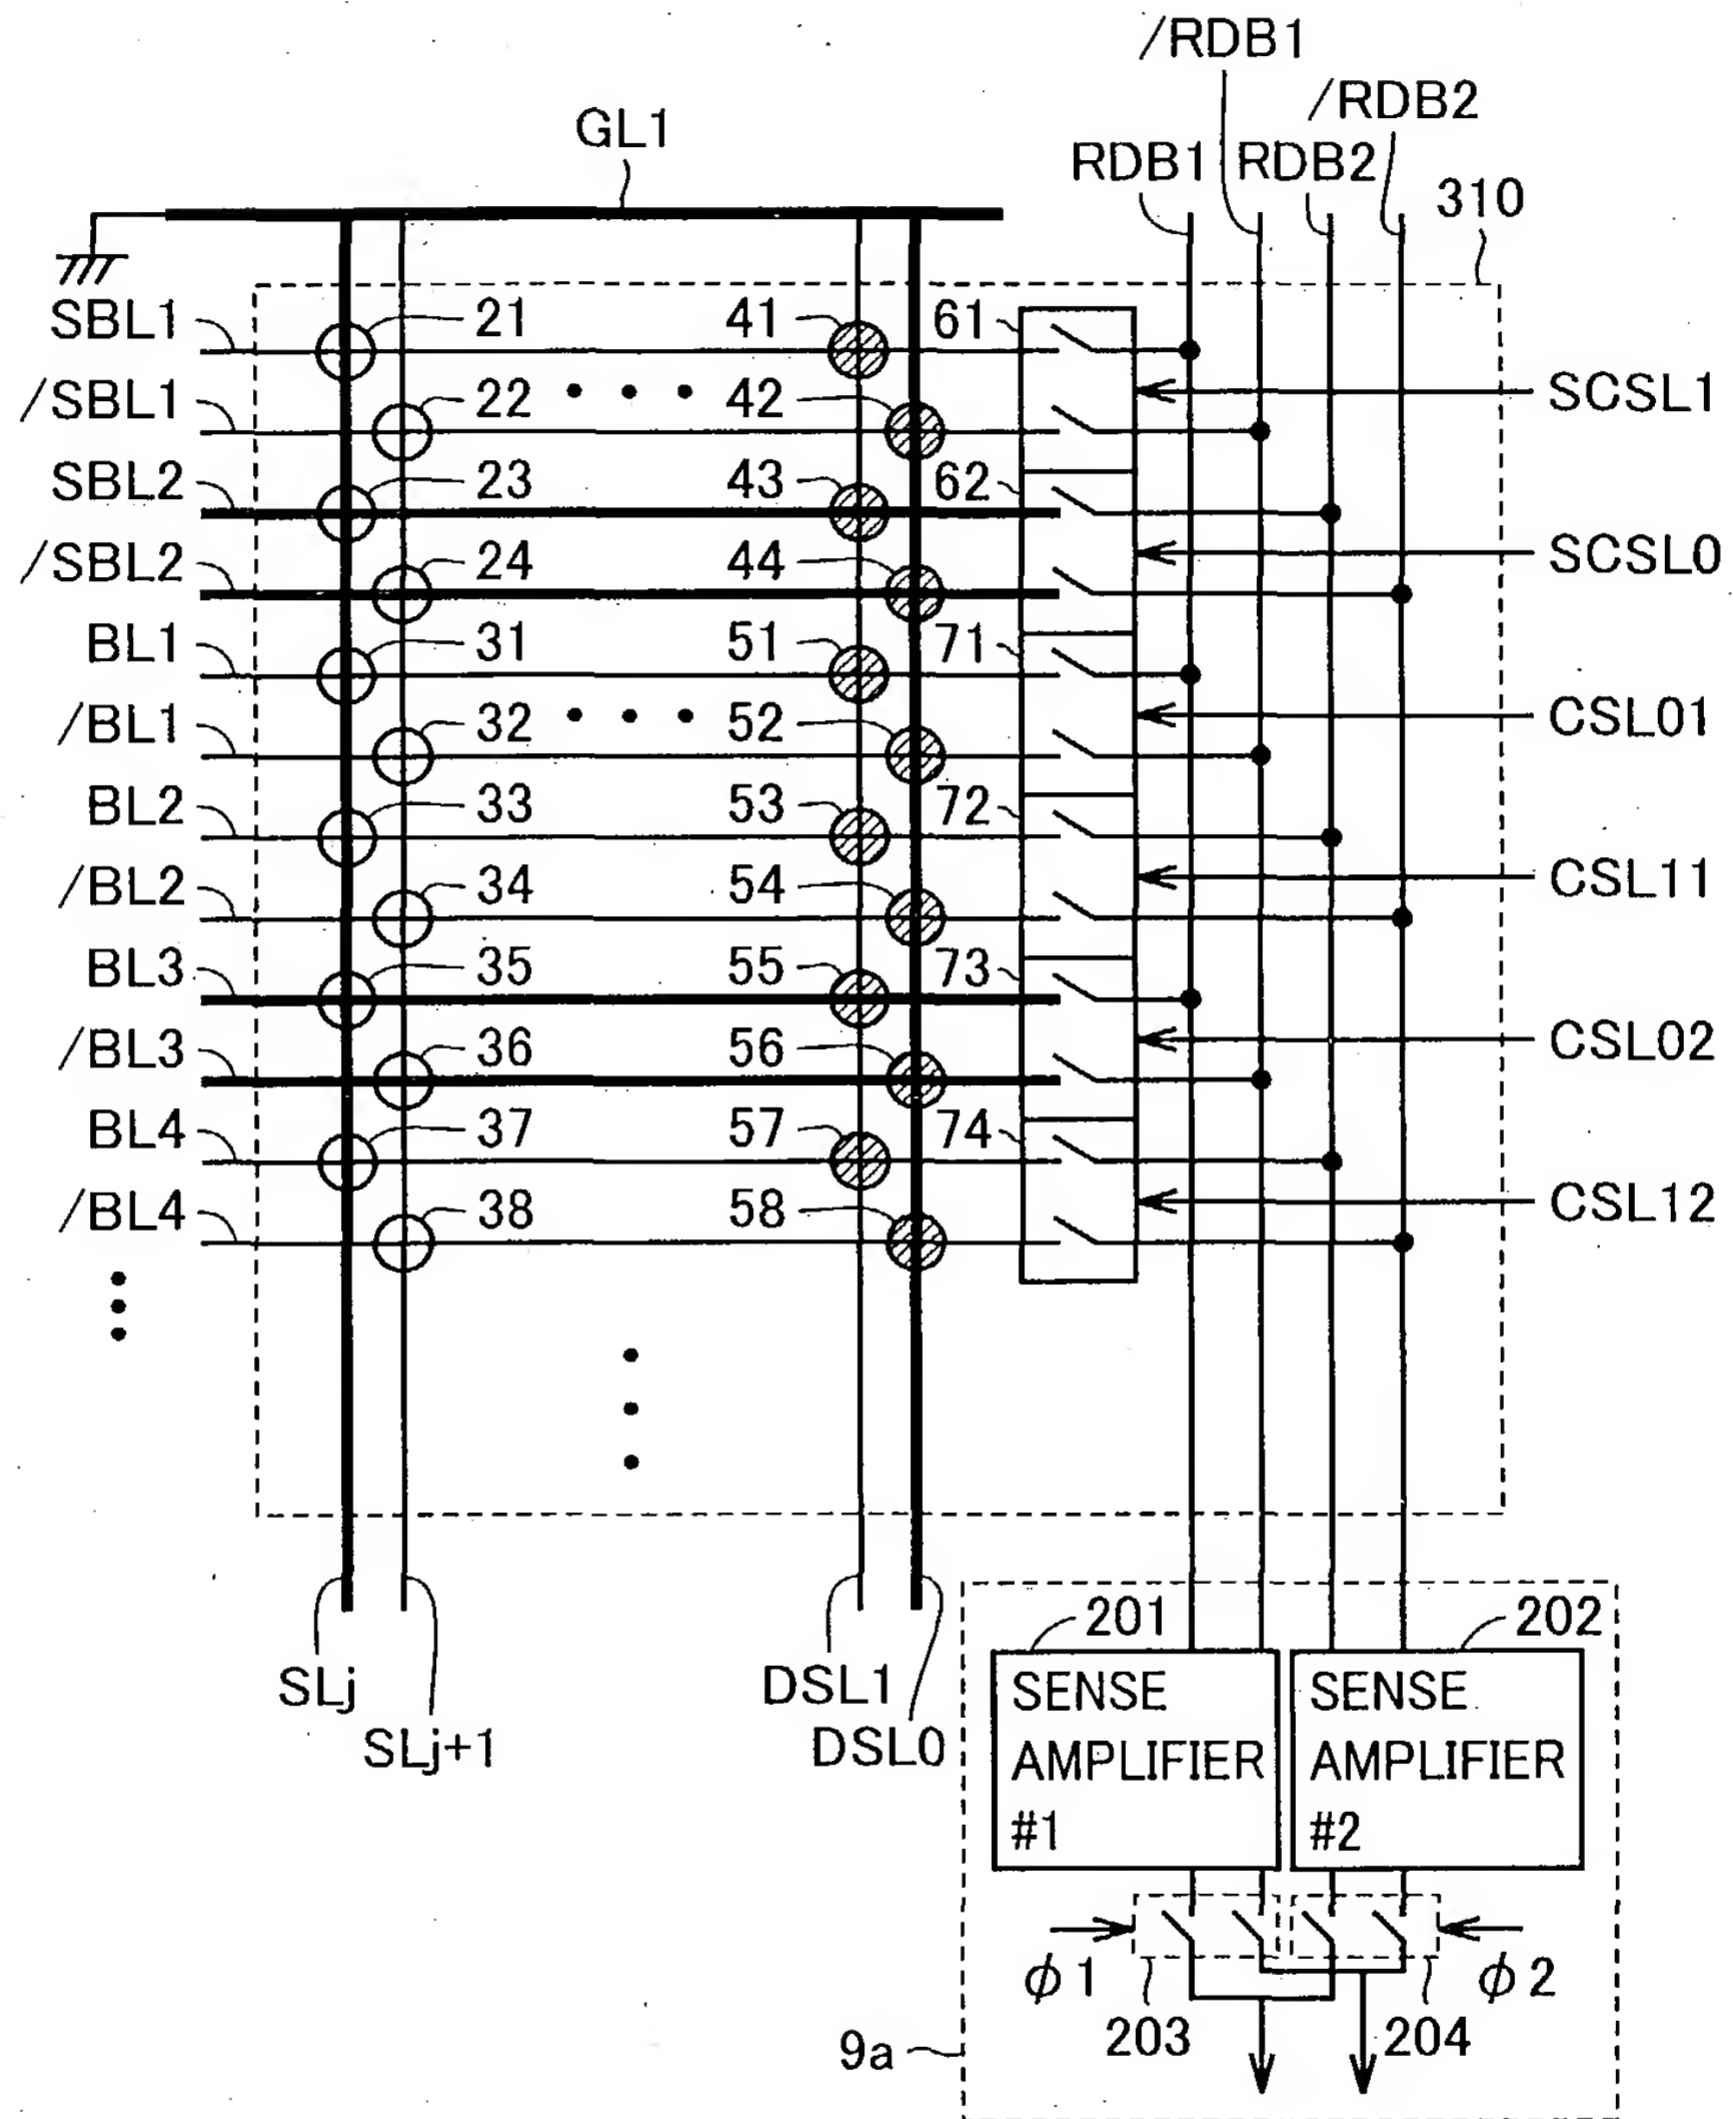 /RDB1
/RDB2
GL1
RDB1 RDB2
310
SBL1 21 41 61
/SBL1 22 42 SCSL1
SBL2 23 43 62
/SBL2 24 44 SCSL0
BL1 31 51 71
/BL1 32 52 CSL01
BL2 33 53 72
/BL2 34 54 CSL11
BL3 35 55 73
/BL3 36 56 CSL02
BL4 37 57 74
/BL4 38 58 CSL12
201 202
SLj DSL1
SLj+1 DSL0
SENSE AMPLIFIER #1
SENSE AMPLIFIER #2
φ1 φ2
203 204
9a